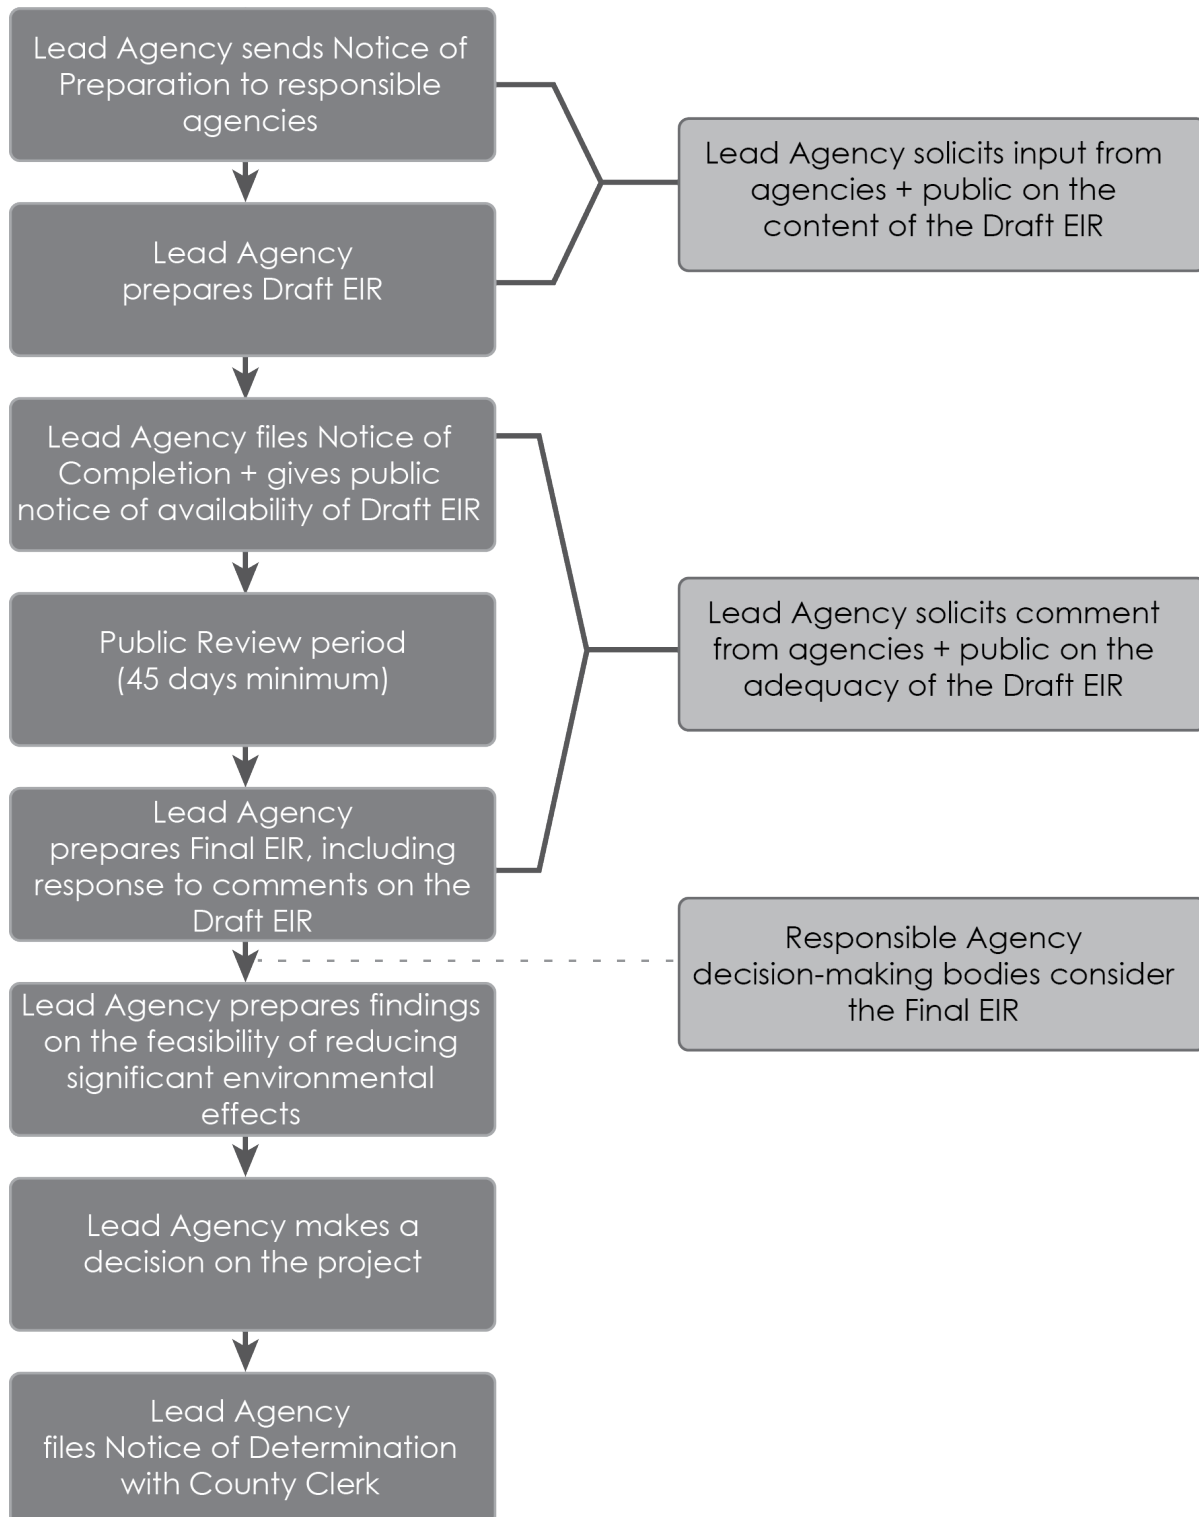 Lead Agency sends Notice of
Preparation to responsible
agencies
Lead Agency solicits input from
agencies + public on the
content of the Draft EIR
Lead Agency
prepares Draft EIR
Lead Agency files Notice of
Completion + gives public
notice of availability of Draft EIR
Public Review period
(45 days minimum)
Lead Agency solicits comment
from agencies + public on the
adequacy of the Draft EIR
Lead Agency
prepares Final EIR, including
response to comments on the
Draft EIR
Responsible Agency
decision-making bodies consider
the Final EIR
Lead Agency prepares findings
on the feasibility of reducing
significant environmental
effects
Lead Agency makes a
decision on the project
Lead Agency
files Notice of Determination
with County Clerk